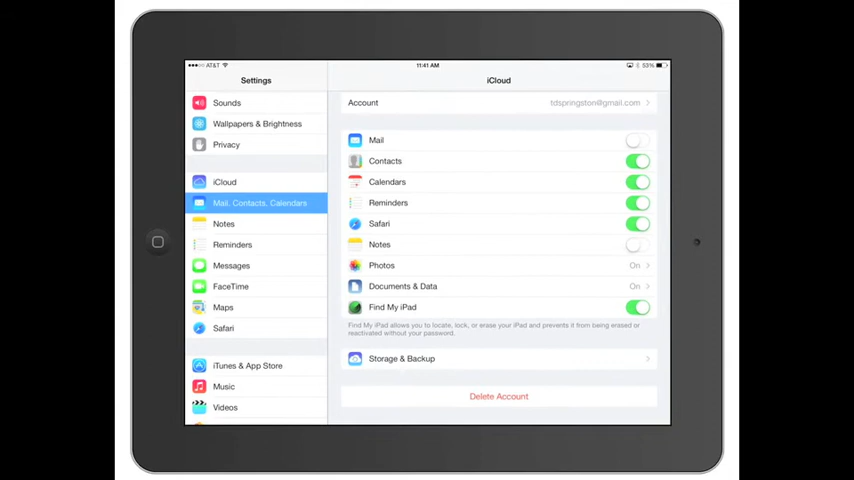 AT&T
11:41 AM
53%
Settings
iCloud
Sounds
Wallpapers & Brightness
Privacy
iCloud
Mail, Contacts, Calendars
Notes
Reminders
Messages
FaceTime
Maps
Safari
iTunes & App Store
Music
Videos
Account
tdspringston@gmail.com
Mail
Contacts
Calendars
Reminders
Safari
Notes
Photos
On
Documents & Data
On
Find My iPad
Find My iPad allows you to locate, lock, or erase your iPad and prevents it from being erased or
reactivated without your password.
Storage & Backup
Delete Account